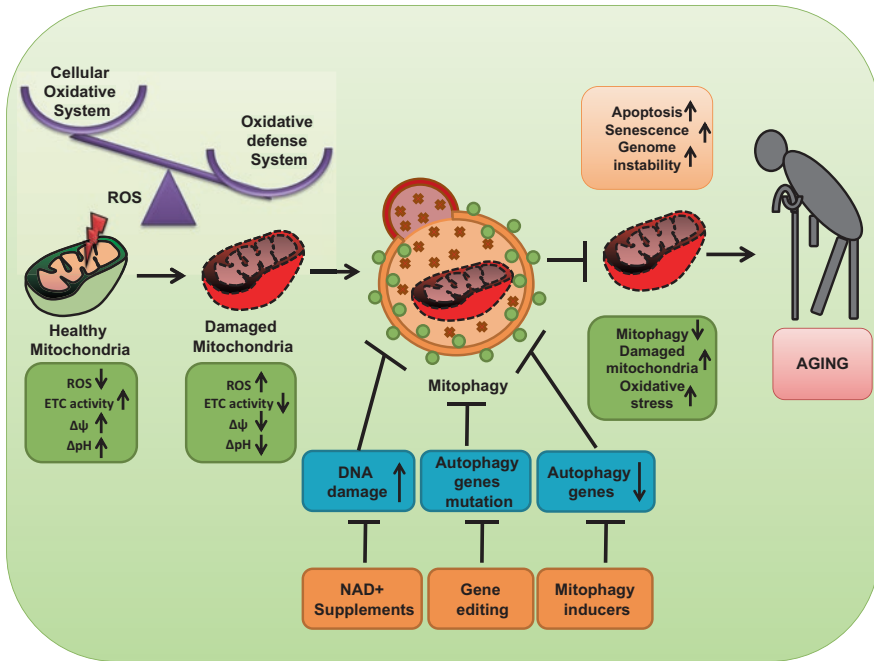 Cellular
Oxidative
System
Oxidative
defense
System
ROS
Healthy
Mitochondria
ROS↓
ETC activity↑
Δψ↑
ΔpH↑
Damaged
Mitochondria
ROS↑
ETC activity↓
Δψ↓
ΔpH↓
Mitophagy
Apoptosis↑
Senescence↑
Genome
instability↑
Mitophagy↓
Damaged
mitochondria↑
Oxidative
stress↑
AGING
DNA
damage↑
Autophagy
genes
mutation
Autophagy
genes↓
NAD+
Supplements
Gene
editing
Mitophagy
inducers